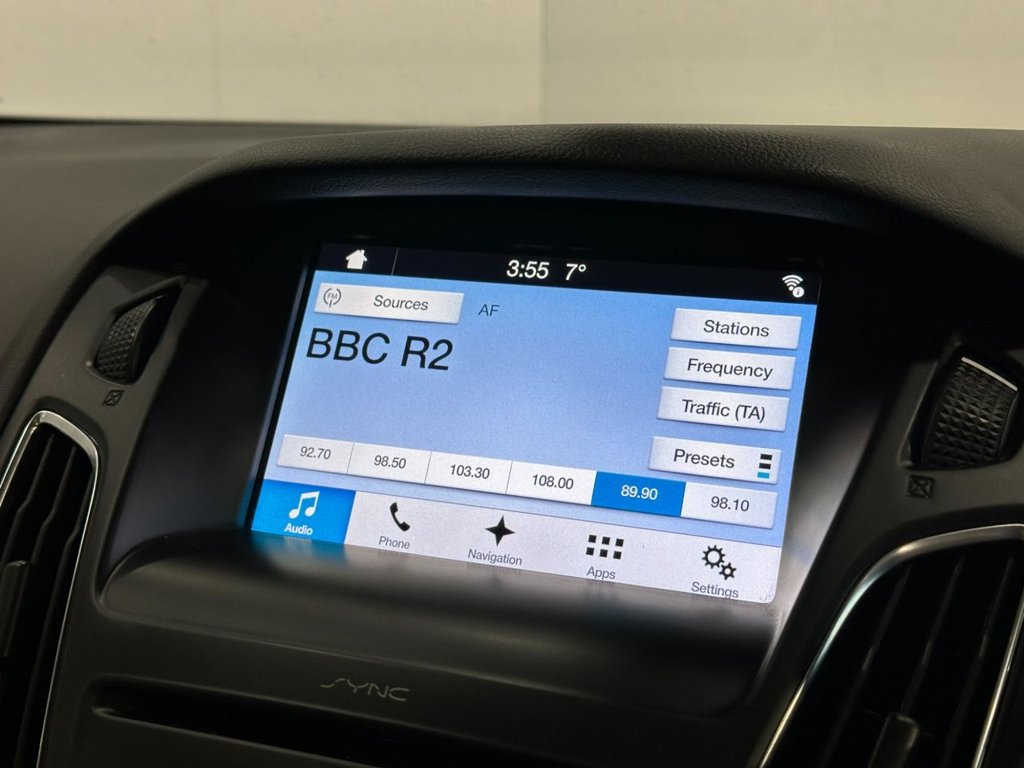 3:55 7°
FM
Sources
AF
Stations
BBC R2
Frequency
Traffic (TA)
Presets
92.70
98.50
103.30
108.00
89.90
98.10
Audio
Phone
Navigation
Apps
Settings
SYNC